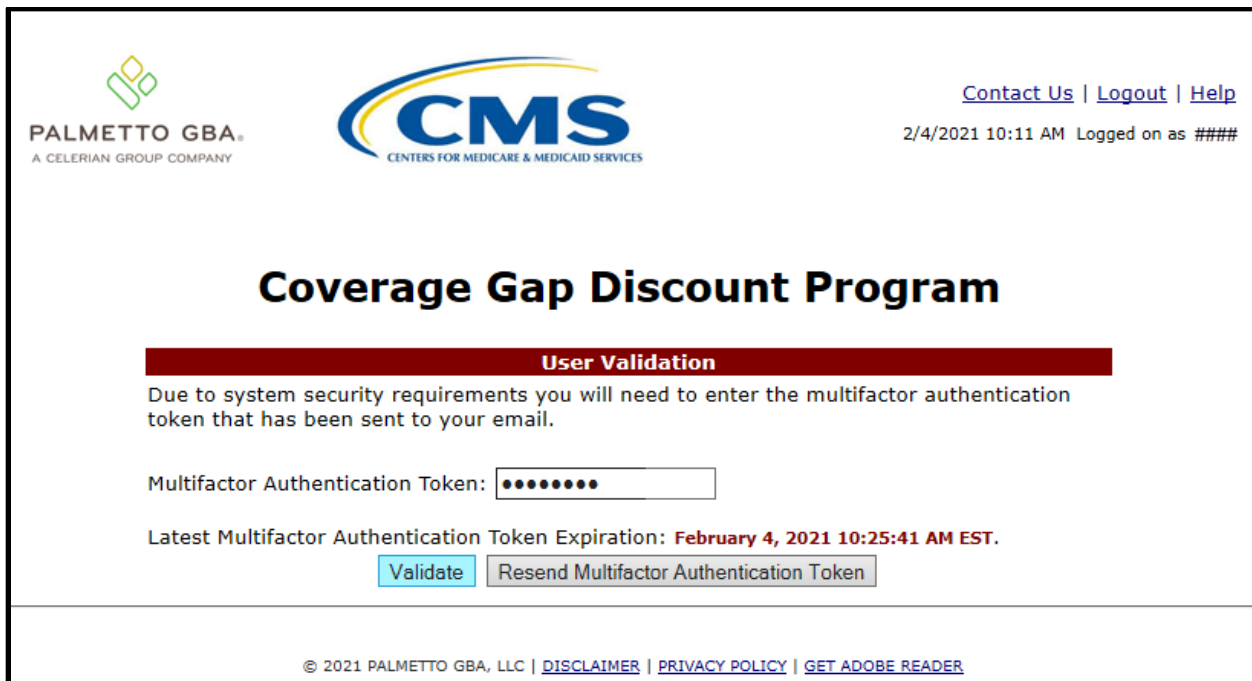 PALMETTO GBA®
A CELERIAN GROUP COMPANY
CMS
CENTERS FOR MEDICARE & MEDICAID SERVICES
Contact Us | Logout | Help
2/4/2021 10:11 AM Logged on as ####
Coverage Gap Discount Program
User Validation
Due to system security requirements you will need to enter the multifactor authentication
token that has been sent to your email.
Multifactor Authentication Token: ••••••••
Latest Multifactor Authentication Token Expiration: February 4, 2021 10:25:41 AM EST.
Validate Resend Multifactor Authentication Token
© 2021 PALMETTO GBA, LLC | DISCLAIMER | PRIVACY POLICY | GET ADOBE READER